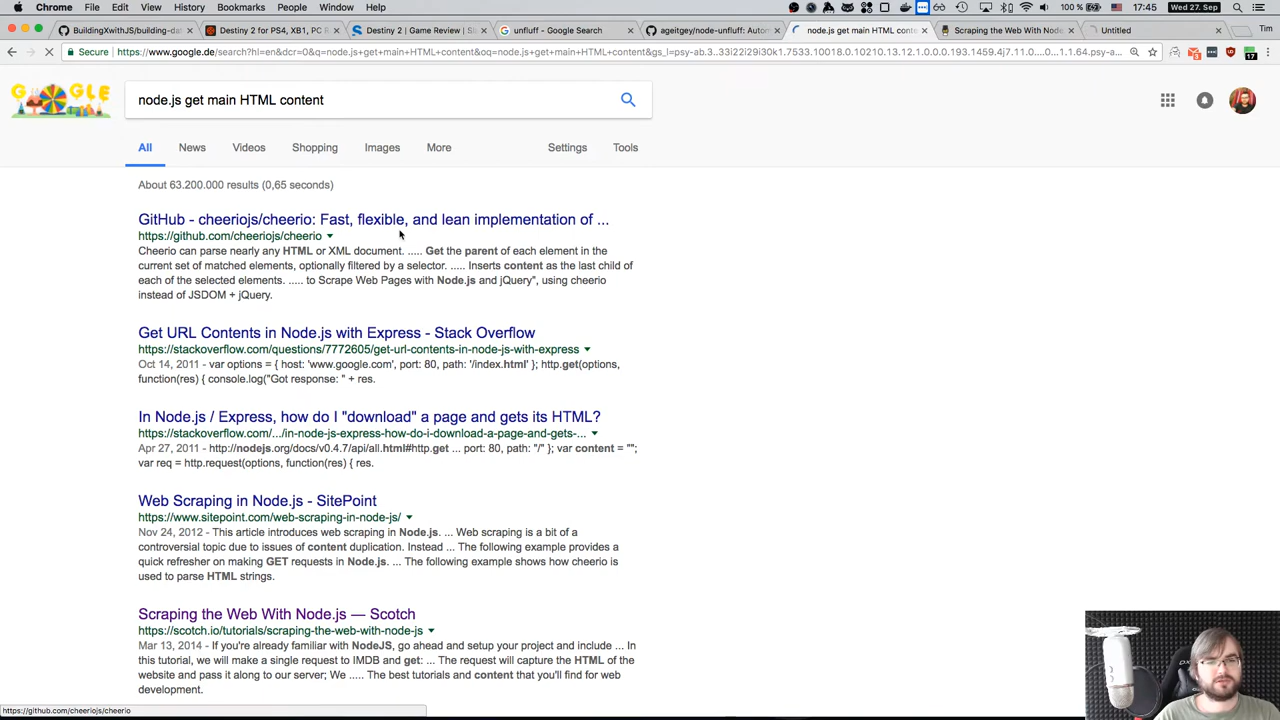 Chrome File Edit View History Bookmarks People Window Help 100 % 17:45 Wed 27. Sep
BuildingXwithJS/building-da Destiny 2 for PS4, XB1, PC R Destiny 2 | Game Review | S unfluff - Google Search ageitgey/node-unfluff: Autom node.js get main HTML conte Scraping the Web With Node Untitled Tim
Secure https://www.google.de/search?hl=en&dcr=0&q=node.js+get+main+HTML+content&oq=node.js+get+main+HTML+content&gs_l=psy-ab.3..33i22i29i30k1.7533.10018.0.10210.13.12.1.0.0.0.193.1459.4j7.11.0....0...1.1.64.psy-a 17
GOOGLE
node.js get main HTML content
All News Videos Shopping Images More Settings Tools
About 63.200.000 results (0,65 seconds)
GitHub - cheeriojs/cheerio: Fast, flexible, and lean implementation of ...
https://github.com/cheeriojs/cheerio
Cheerio can parse nearly any HTML or XML document. ..... Get the parent of each element in the
current set of matched elements, optionally filtered by a selector. ..... Inserts content as the last child of
each of the selected elements. ..... to Scrape Web Pages with Node.js and jQuery", using cheerio
instead of JSDOM + jQuery.
Get URL Contents in Node.js with Express - Stack Overflow
https://stackoverflow.com/questions/7772605/get-url-contents-in-node-js-with-express
Oct 14, 2011 - var options = { host: 'www.google.com', port: 80, path: '/index.html' }; http.get(options,
function(res) { console.log("Got response: " + res.
In Node.js / Express, how do I "download" a page and gets its HTML?
https://stackoverflow.com/.../in-node-js-express-how-do-i-download-a-page-and-gets-...
Apr 27, 2011 - http://nodejs.org/docs/v0.4.7/api/all.html#http.get ... port: 80, path: "/" }; var content = "";
var req = http.request(options, function(res) { res.
Web Scraping in Node.js - SitePoint
https://www.sitepoint.com/web-scraping-in-node-js/
Nov 24, 2012 - This article introduces web scraping in Node.js. ... Web scraping is a bit of a
controversial topic due to issues of content duplication. Instead ... The following example provides a
quick refresher on making GET requests in Node.js. ... The following example shows how cheerio is
used to parse HTML strings.
Scraping the Web With Node.js — Scotch
https://scotch.io/tutorials/scraping-the-web-with-node-js
Mar 13, 2014 - If you're already familiar with NodeJS, go ahead and setup your project and include ... In
this tutorial, we will make a single request to IMDB and get: ... The request will capture the HTML of the
website and pass it along to our server; We ..... The best tutorials and content that you'll find for web
development.
https://github.com/cheeriojs/cheerio